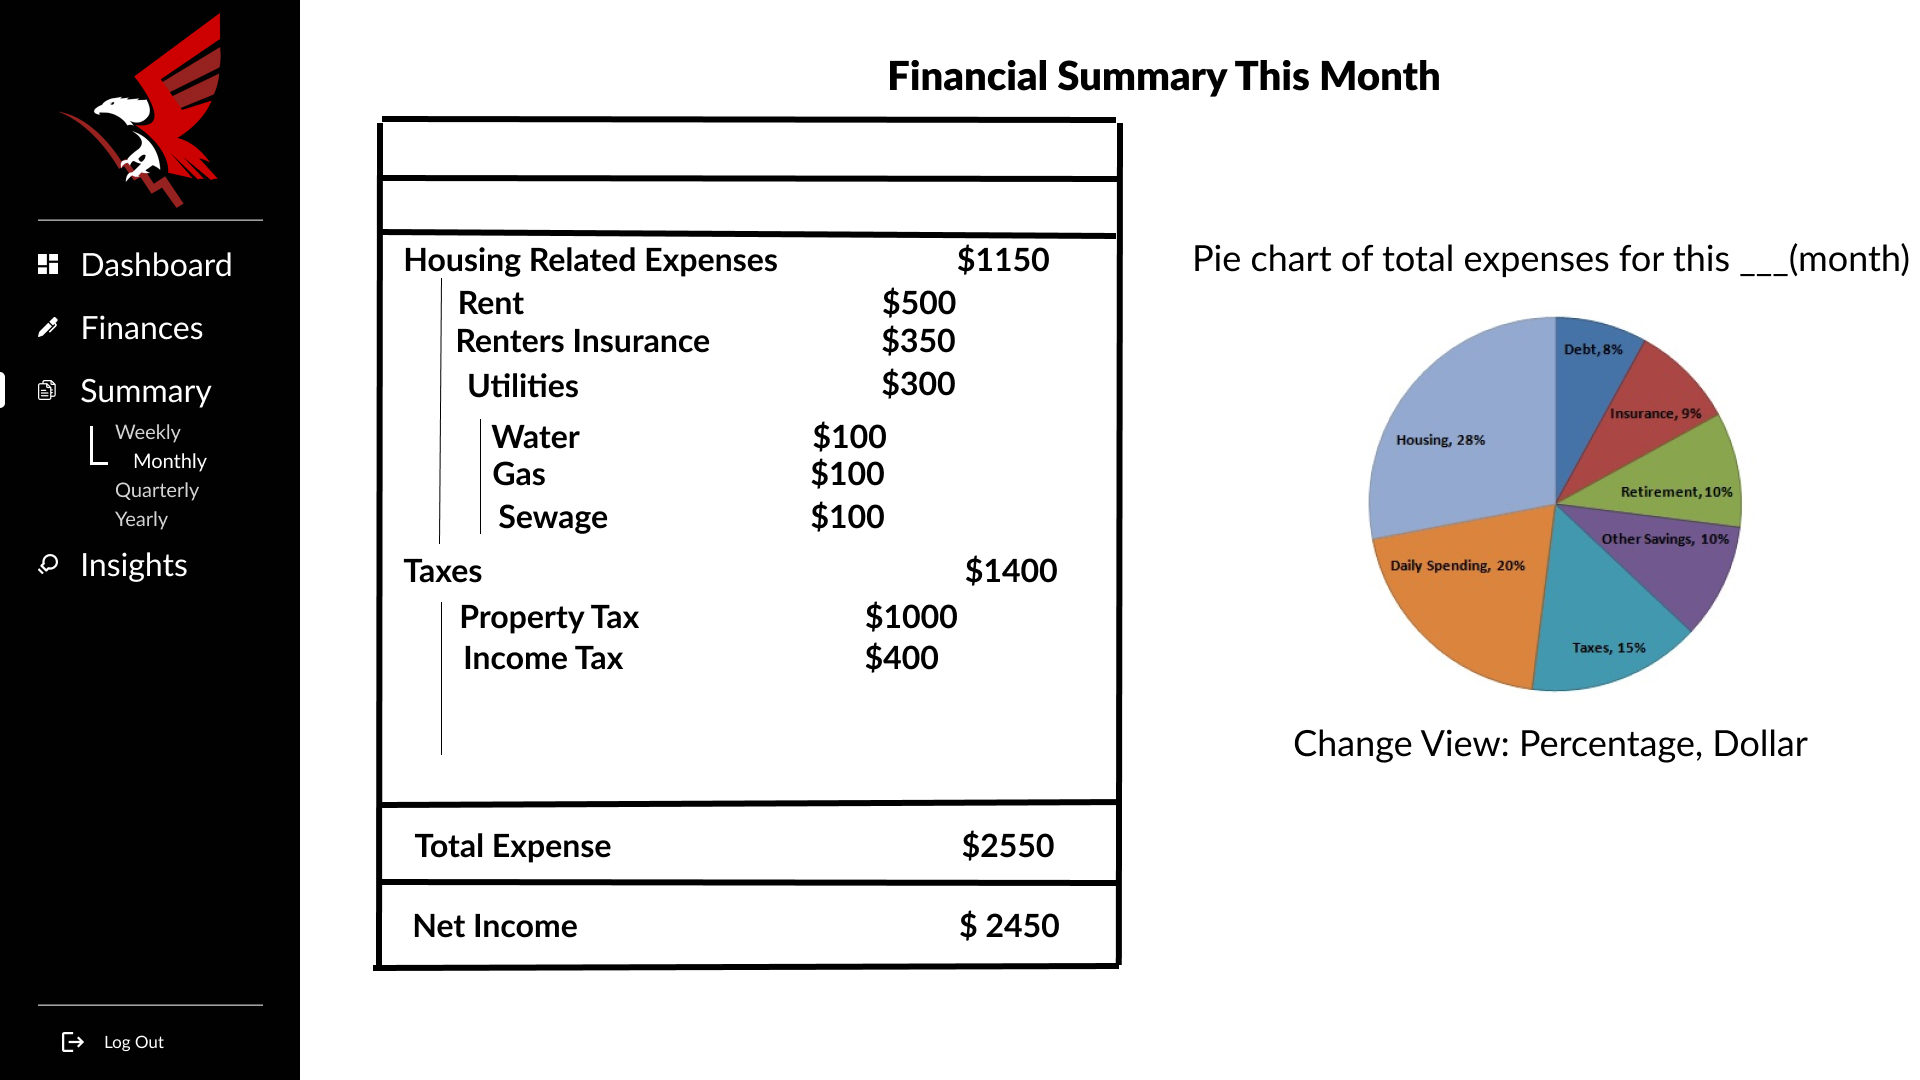 Dashboard
Finances
Summary
Weekly
Monthly
Quarterly
Yearly
Insights
Log Out
Financial Summary This Month
Housing Related Expenses $1150
Rent $500
Renters Insurance $350
Utilities $300
Water $100
Gas $100
Sewage $100
Taxes $1400
Property Tax $1000
Income Tax $400
Total Expense $2550
Net Income $ 2450
Pie chart of total expenses for this ___(month)
Debt, 8%
Insurance, 9%
Housing, 28%
Retirement, 10%
Other Savings, 10%
Daily Spending, 20%
Taxes, 15%
Change View: Percentage, Dollar